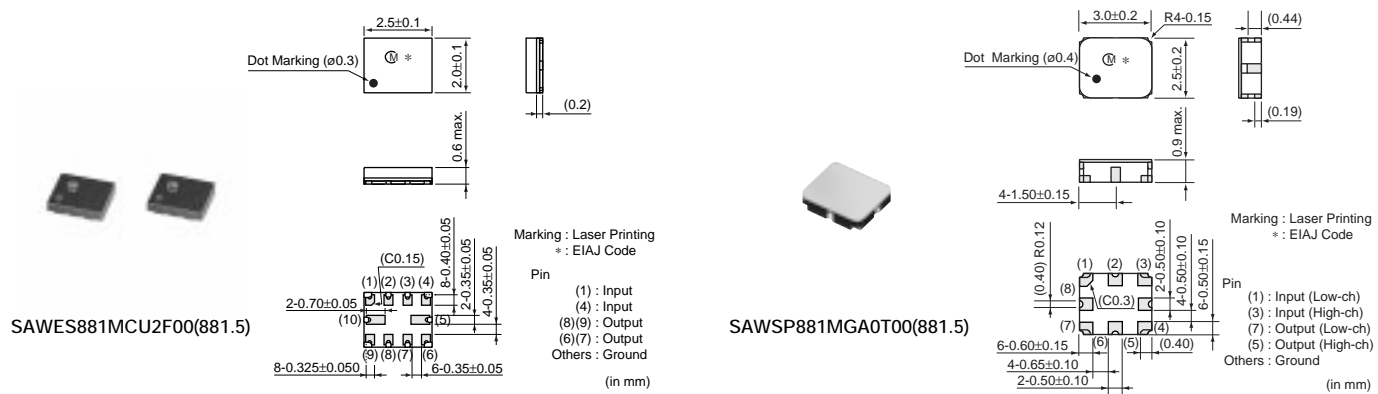 2.5±0.1
Dot Marking (ø0.3)
M *
2.0±0.1
(0.2)
0.6 max.
Marking : Laser Printing
* : EIAJ Code
(C0.15)
8-0.40±0.05
2-0.35±0.05
4-0.35±0.05
Pin
(1) (2) (3) (4)
2-0.70±0.05
(1) : Input
(4) : Input
(8)(9) : Output
(6)(7) : Output
Others : Ground
(10)
(5)
SAWES881MCU2F00(881.5)
(9) (8) (7) (6)
8-0.325±0.050
6-0.35±0.05
(in mm)
3.0±0.2
R4-0.15
(0.44)
Dot Marking (ø0.4)
M *
2.5±0.2
(0.19)
0.9 max.
4-1.50±0.15
Marking : Laser Printing
* : EIAJ Code
(0.40) R0.12
(1) (2) (3)
2-0.50±0.10
4-0.50±0.10
6-0.50±0.15
Pin
(8)
(C0.3)
(1) : Input (Low-ch)
(3) : Input (High-ch)
(7) : Output (Low-ch)
(5) : Output (High-ch)
Others : Ground
SAWSP881MGA0T00(881.5)
(7)
(4)
(6)
(5)
6-0.60±0.15
(0.40)
4-0.65±0.10
2-0.50±0.10
(in mm)